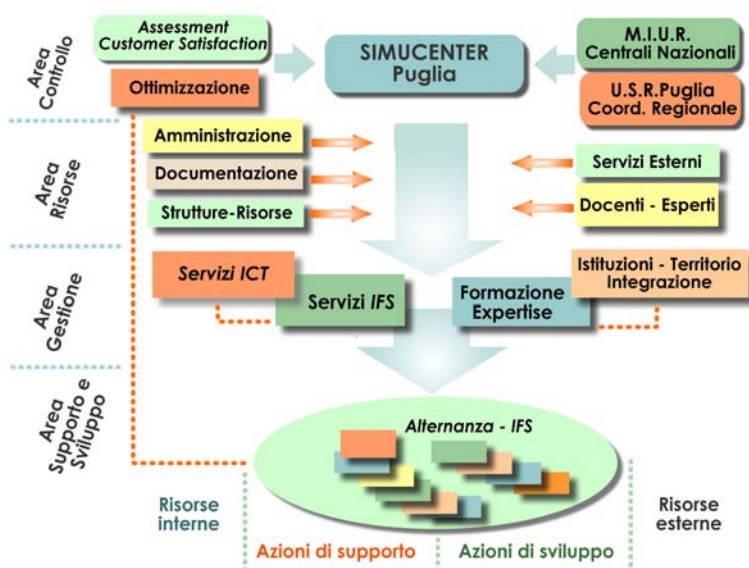 Assessment
Customer Satisfaction
SIMUCENTER
Puglia
M.I.U.R.
Centrali Nazionali
Area
Controllo
Ottimizzazione
U.S.R.Puglia
Coord. Regionale
Area
Risorse
Amministrazione
Documentazione
Strutture-Risorse
Servizi Esterni
Docenti - Esperti
Area
Gestione
Servizi ICT
Servizi IFS
Formazione
Expertise
Istituzioni - Territorio
Integrazione
Area
Supporto e
Sviluppo
Alternanza - IFS
Risorse
interne
Azioni di supporto
Azioni di sviluppo
Risorse
esterne